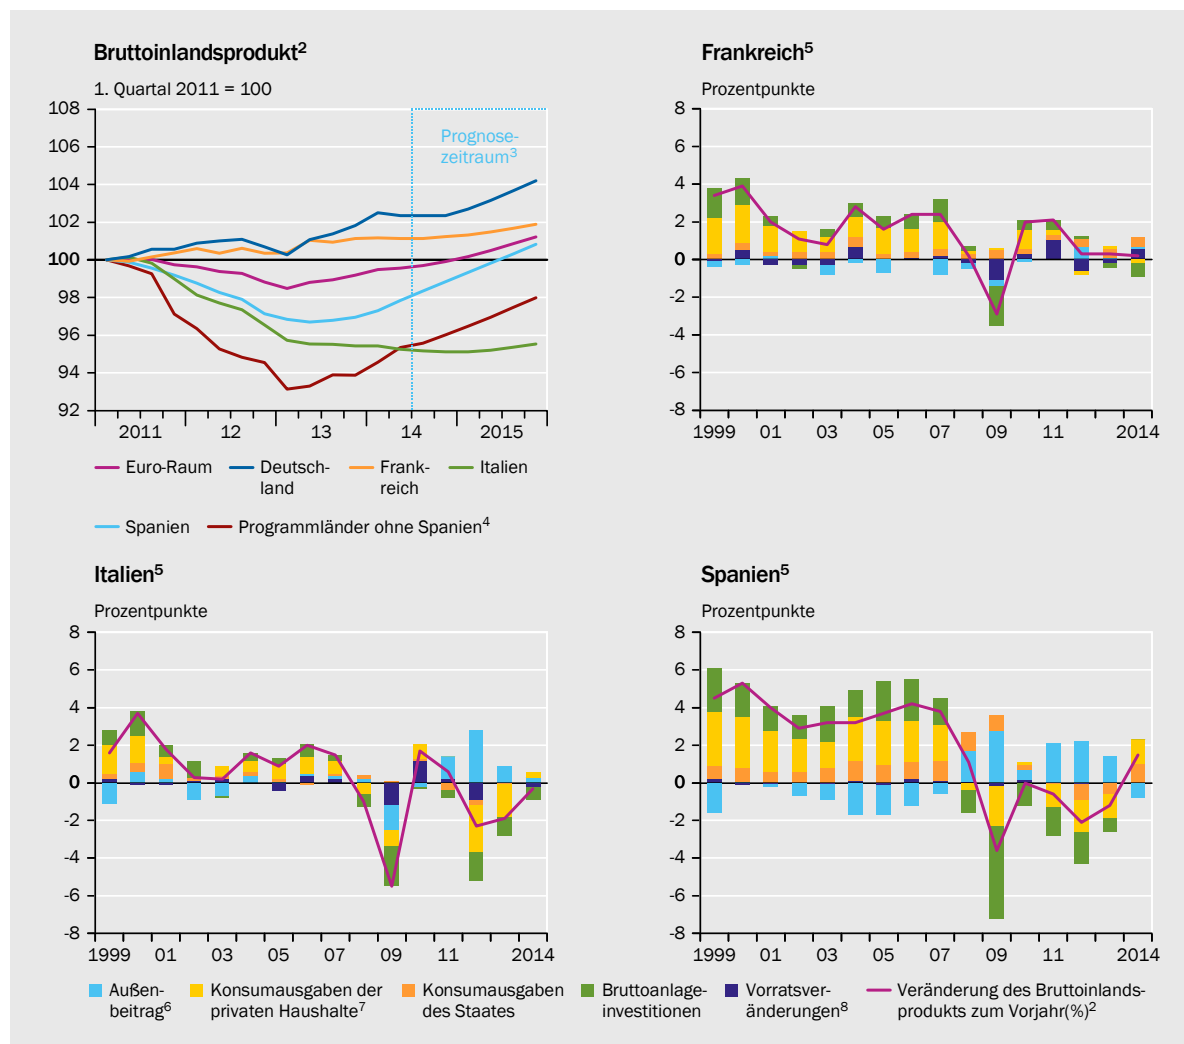 Bruttoinlandsprodukt²
1. Quartal 2011 = 100
108
106
104
102
100
98
96
94
92
Prognose-
zeitraum³
2011 12 13 14 2015
Euro-Raum Deutsch- Frank- Italien
land reich
Spanien Programmländer ohne Spanien⁴
Frankreich⁵
Prozentpunkte
8
6
4
2
0
-2
-4
-6
-8
1999 01 03 05 07 09 11 2014
Italien⁵
Prozentpunkte
8
6
4
2
0
-2
-4
-6
-8
1999 01 03 05 07 09 11 2014
Spanien⁵
Prozentpunkte
8
6
4
2
0
-2
-4
-6
-8
1999 01 03 05 07 09 11 2014
Außen-
beitrag⁶
Konsumausgaben der
privaten Haushalte⁷
Konsumausgaben
des Staates
Bruttoanlage-
investitionen
Vorratsver-
änderungen⁸
Veränderung des Bruttoinlands-
produkts zum Vorjahr(%)²